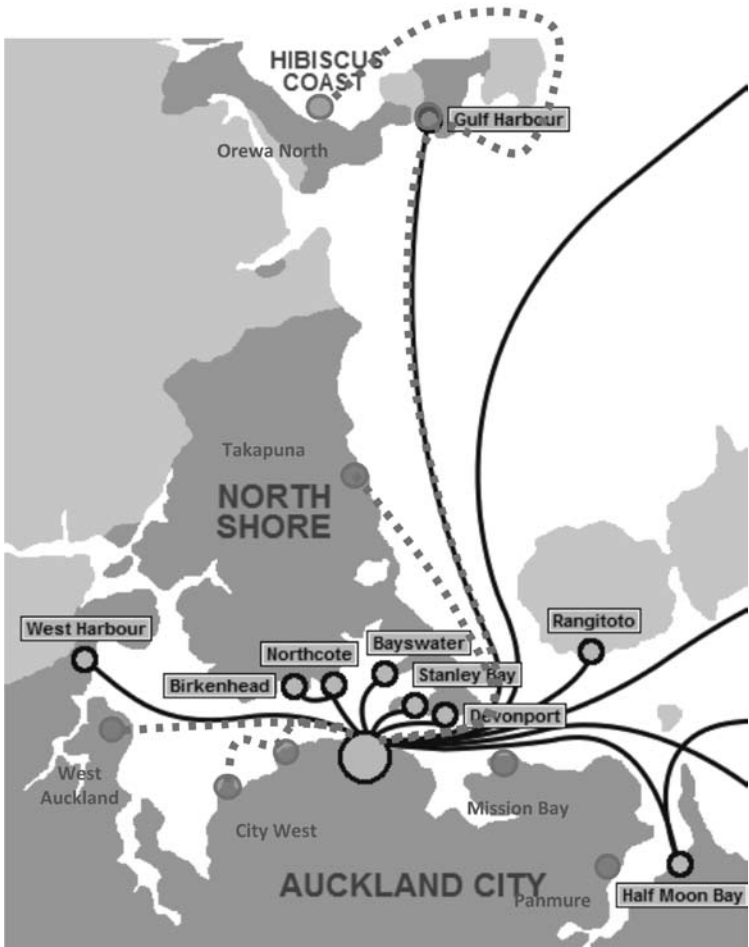 HIBISCUS
COAST
Gulf Harbour
Orewa North
Takapuna
NORTH
SHORE
West Harbour
Rangitoto
Bayswater
Northcote
Stanley Bay
Birkenhead
Devonport
West
Auckland
Mission Bay
City West
AUCKLAND CITY
Panmure
Half Moon Bay